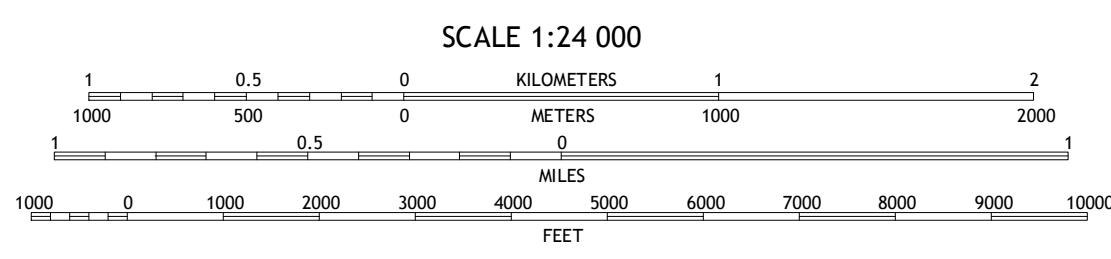 SCALE 1:24 000
1 0.5 0 KILOMETERS 1 2
1000 500 0 METERS 1000 2000
1 0.5 0 1
MILES
1000 0 1000 2000 3000 4000 5000 6000 7000 8000 9000 10000
FEET